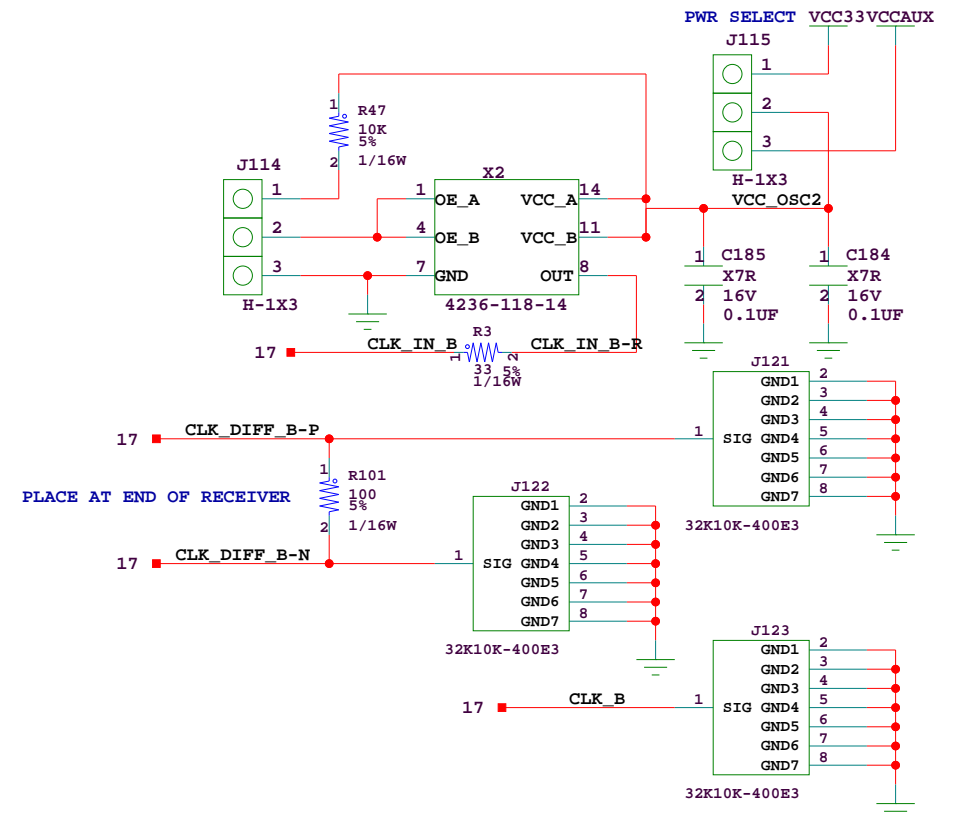 PWR SELECT VCC33 VCCAUX
J115
1
2
3
H-1X3
VCC_OSC2
1
R47
10K
5%
1/16W
2
J114
1
2
3
H-1X3
X2
1 OE_A VCC_A 14
4 OE_B VCC_B 11
7 GND OUT 8
4236-118-14
1 C185
X7R
2 16V
0.1UF
1 C184
X7R
2 16V
0.1UF
17 CLK_IN_B 1 R3 2 CLK_IN_B-R
33 5%
1/16W
J121
GND1 2
GND2 3
GND3 4
17 CLK_DIFF_B-P 1 SIG GND4 5
GND5 6
GND6 7
GND7 8
32K10K-400E3
PLACE AT END OF RECEIVER
1
R101
100
5%
2 1/16W
J122
GND1 2
GND2 3
GND3 4
17 CLK_DIFF_B-N 1 SIG GND4 5
GND5 6
GND6 7
GND7 8
32K10K-400E3
J123
GND1 2
GND2 3
GND3 4
17 CLK_B 1 SIG GND4 5
GND5 6
GND6 7
GND7 8
32K10K-400E3